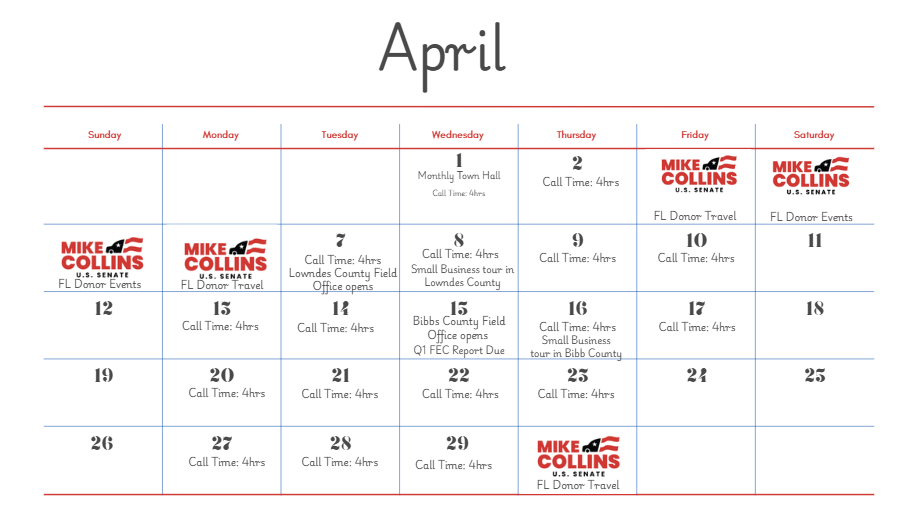 April
Sunday Monday Tuesday Wednesday Thursday Friday Saturday
1
Monthly Town Hall
Call Time: 4hrs
2
Call Time: 4hrs
MIKE
COLLINS
U.S. SENATE
FL Donor Travel
MIKE
COLLINS
U.S. SENATE
FL Donor Events
MIKE
COLLINS
U.S. SENATE
FL Donor Events
MIKE
COLLINS
U.S. SENATE
FL Donor Travel
7
Call Time: 4hrs
Lowndes County Field
Office opens
8
Call Time: 4hrs
Small Business tour in
Lowndes County
9
Call Time: 4hrs
10
Call Time: 4hrs
11
12
13
Call Time: 4hrs
14
Call Time: 4hrs
15
Bibbs County Field
Office opens
Q1 FEC Report Due
16
Call Time: 4hrs
Small Business
tour in Bibb County
17
Call Time: 4hrs
18
19
20
Call Time: 4hrs
21
Call Time: 4hrs
22
Call Time: 4hrs
23
Call Time: 4hrs
24
25
26
27
Call Time: 4hrs
28
Call Time: 4hrs
29
Call Time: 4hrs
MIKE
COLLINS
U.S. SENATE
FL Donor Travel